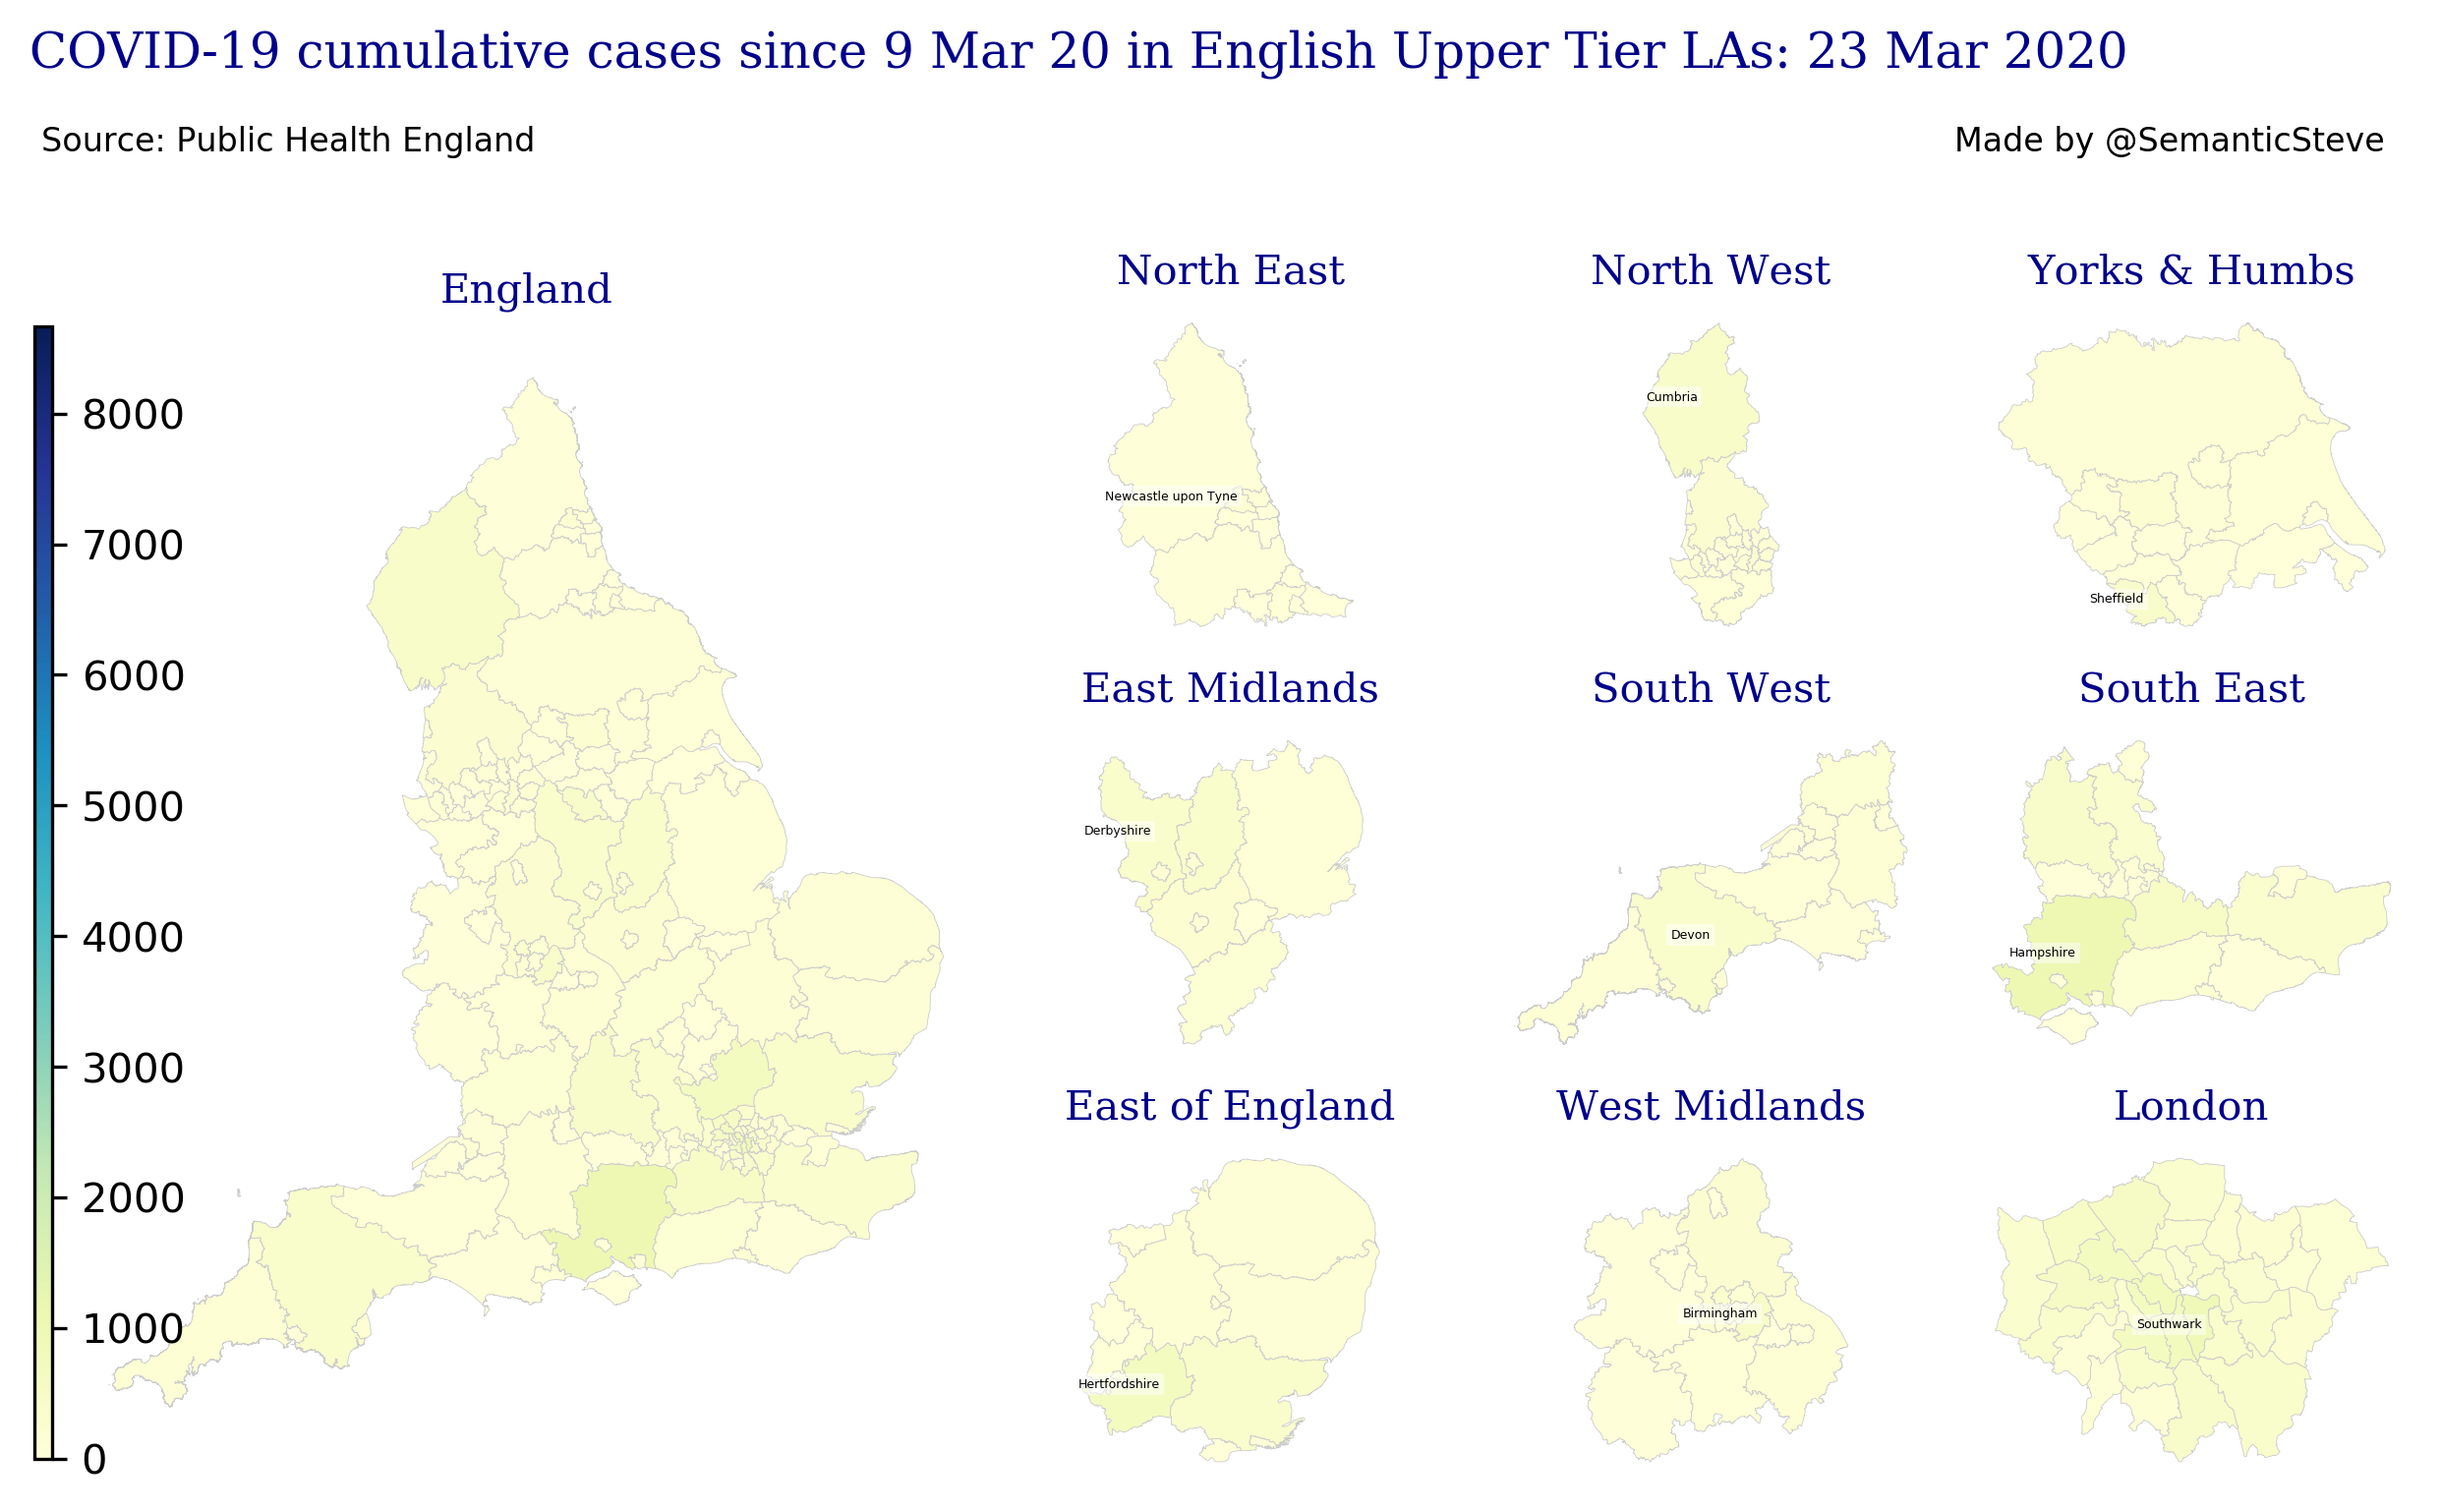 COVID-19 cumulative cases since 9 Mar 20 in English Upper Tier LAs: 23 Mar 2020
Source: Public Health England
Made by @SemanticSteve
England
8000
7000
6000
5000
4000
3000
2000
1000
0
North East
Newcastle upon Tyne
North West
Cumbria
Yorks & Humbs
Sheffield
East Midlands
Derbyshire
South West
Devon
South East
Hampshire
East of England
Hertfordshire
West Midlands
Birmingham
London
Southwark